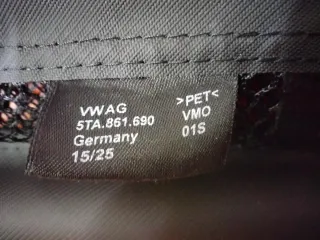 VWAG >PET<
5TA.861.690 VMO
Germany 01S
15/25